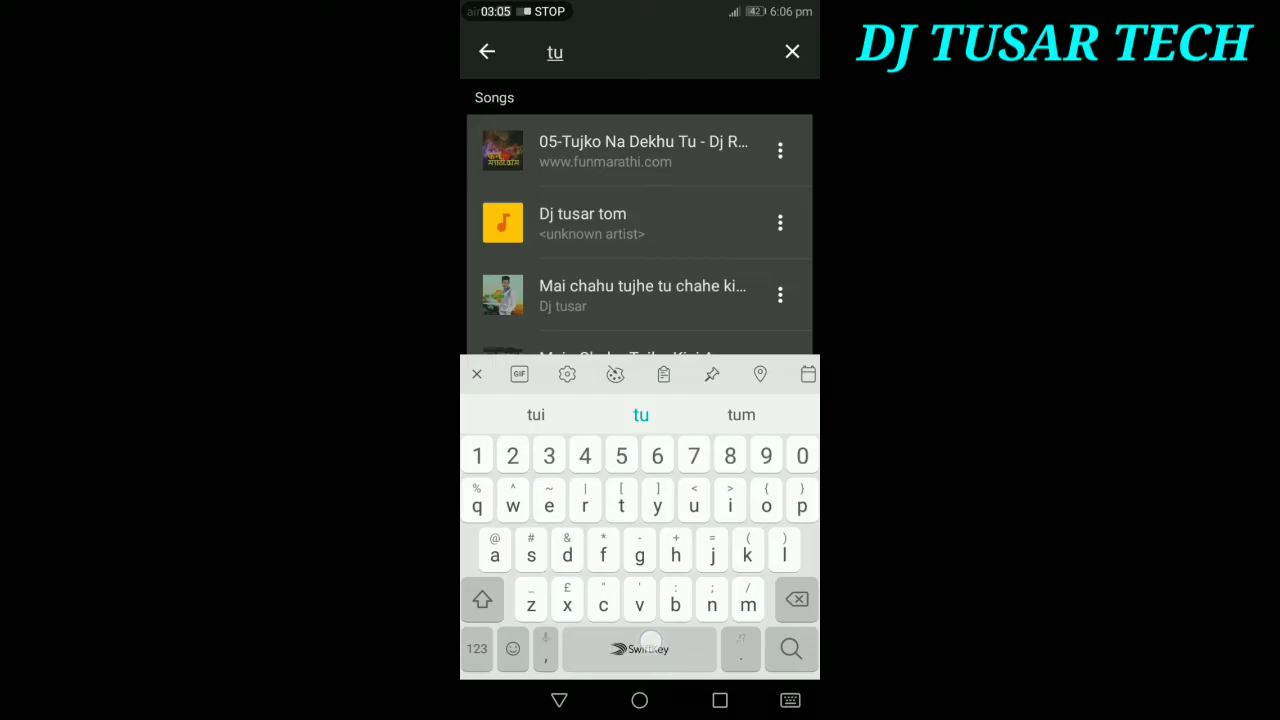 03:05 STOP 42 6:06 pm
DJ TUSAR TECH
tu
Songs
05-Tujko Na Dekhu Tu - Dj R...
www.funmarathi.com
Dj tusar tom
<unknown artist>
Mai chahu tujhe tu chahe ki...
Dj tusar
GIF
tui tu tum
1 2 3 4 5 6 7 8 9 0
% ^ ~ | [ ] < > { }
q w e r t y u i o p
@ # & * - + = ( )
a s d f g h j k l
_ £ " ' : ; /
z x c v b n m
123 , SwiftKey .